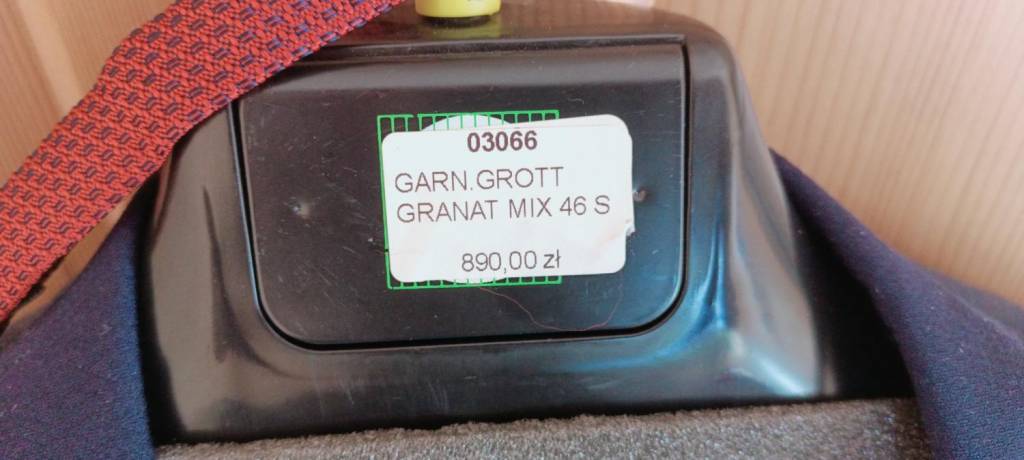 03066
GARN.GROTT
GRANAT MIX 46 S
890,00 zł